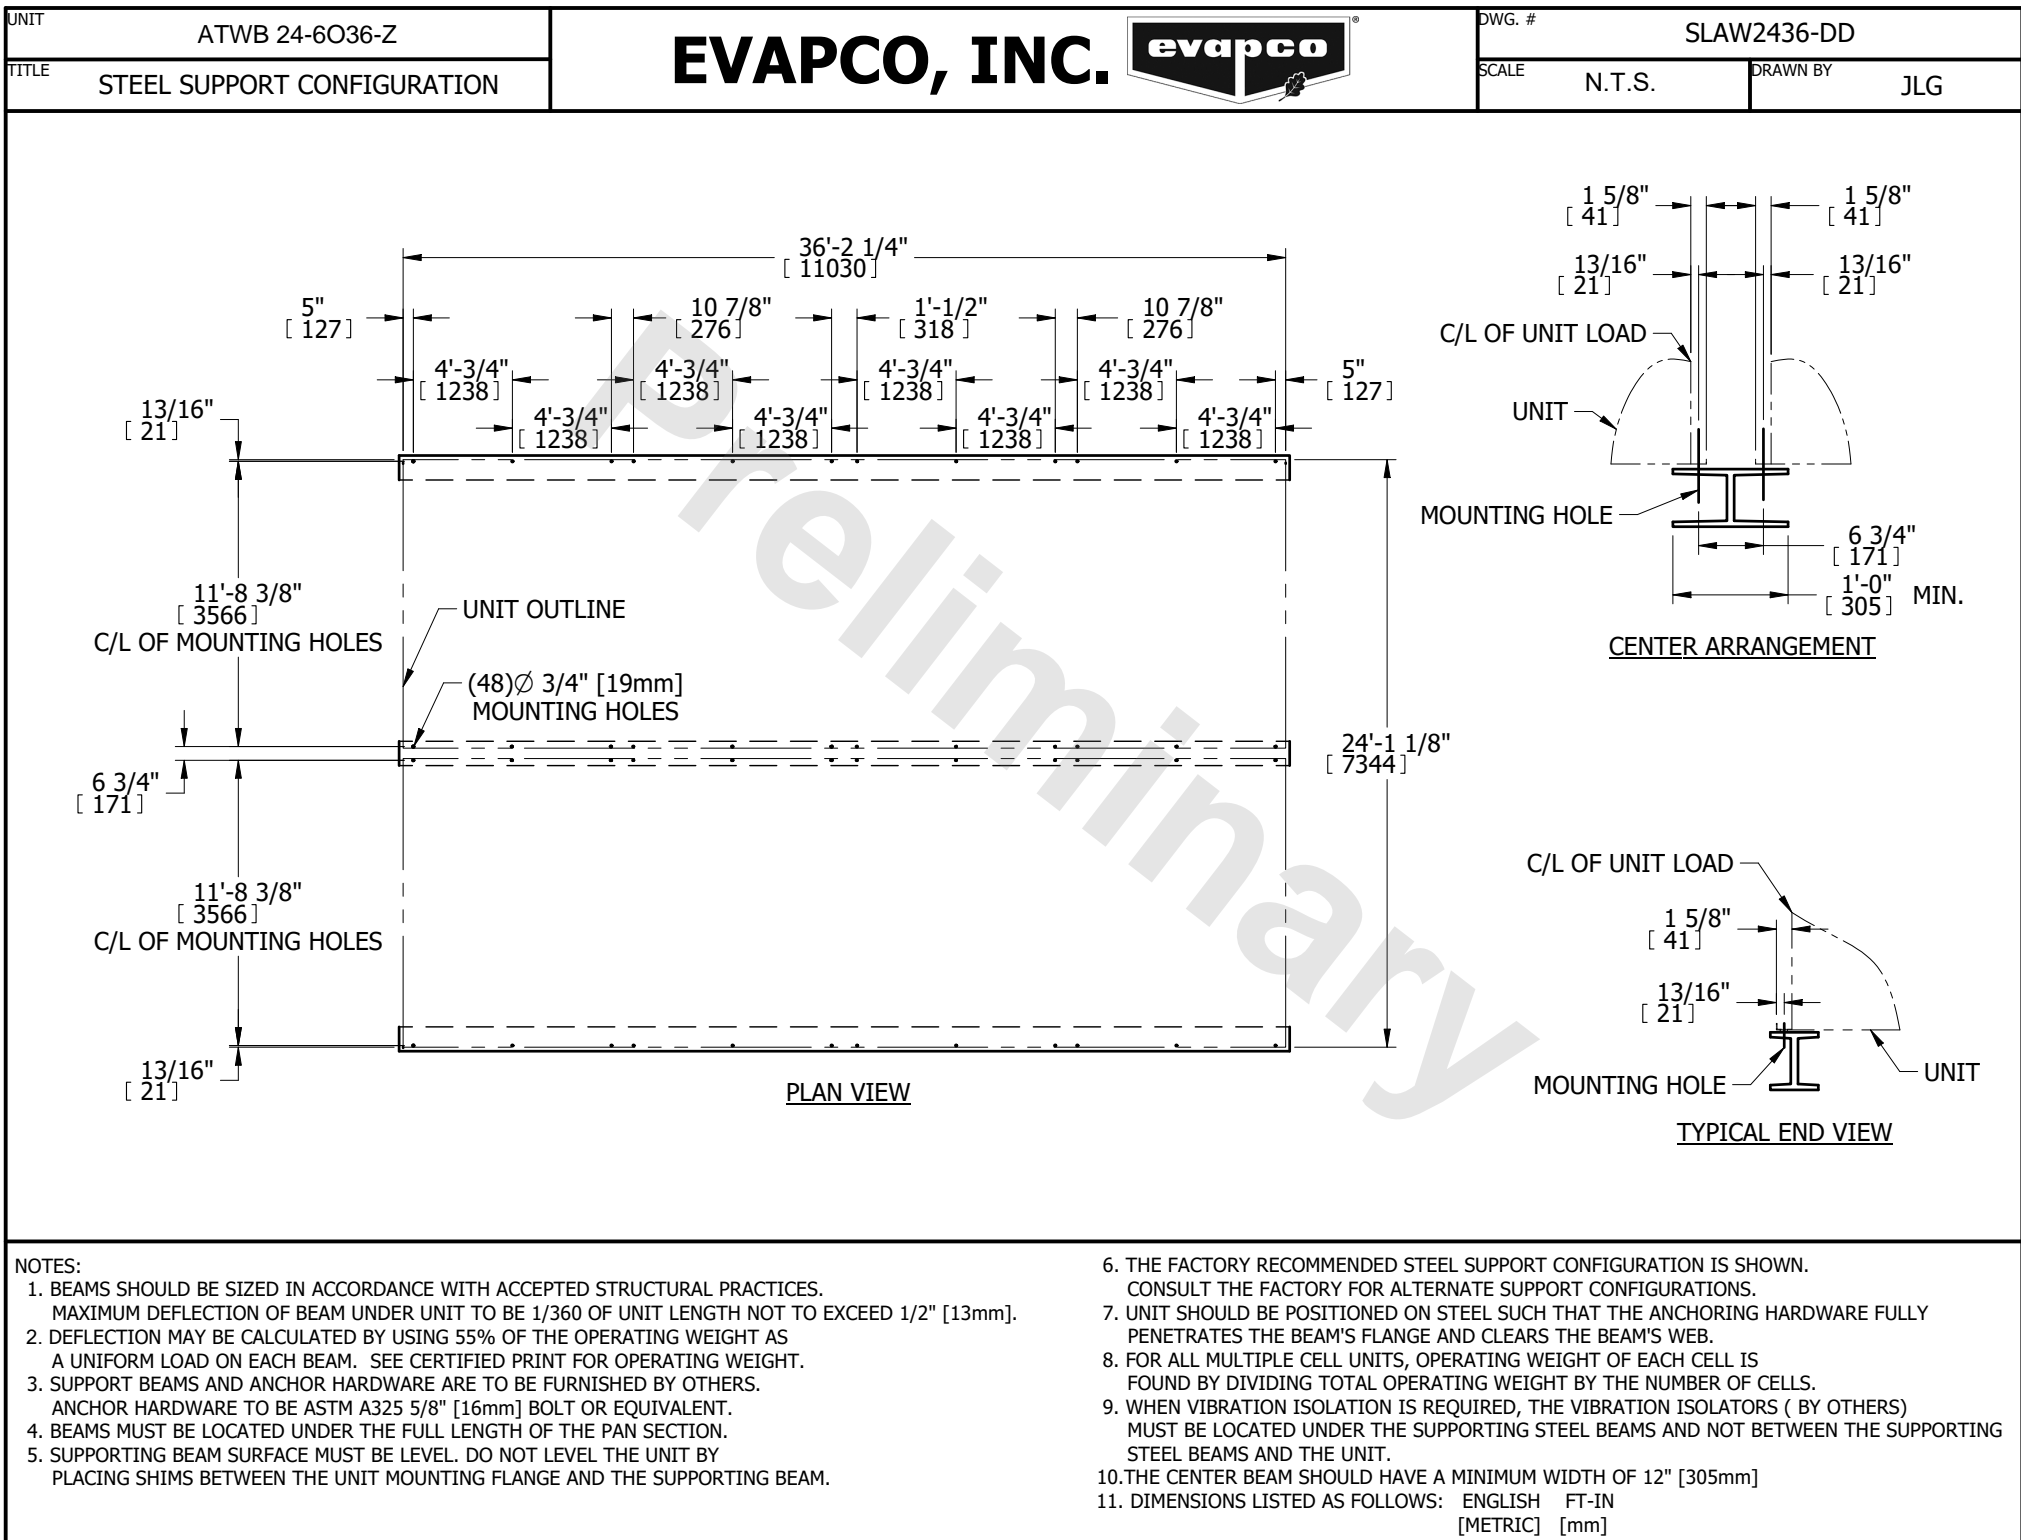 UNIT
ATWB 24-6O36-Z
TITLE
STEEL SUPPORT CONFIGURATION
EVAPCO, INC.
evapco
®
DWG. #
SLAW2436-DD
SCALE
N.T.S.
DRAWN BY
JLG
36'-2 1/4"
[ 11030]
5"
[ 127]
10 7/8"
[ 276]
1'-1/2"
[ 318]
10 7/8"
[ 276]
4'-3/4"
[ 1238]
4'-3/4"
[ 1238]
4'-3/4"
[ 1238]
4'-3/4"
[ 1238]
5"
[ 127]
4'-3/4"
[ 1238]
4'-3/4"
[ 1238]
4'-3/4"
[ 1238]
4'-3/4"
[ 1238]
13/16"
[ 21]
11'-8 3/8"
[ 3566]
C/L OF MOUNTING HOLES
UNIT OUTLINE
(48)Ø 3/4" [19mm]
MOUNTING HOLES
6 3/4"
[ 171]
24'-1 1/8"
[ 7344]
11'-8 3/8"
[ 3566]
C/L OF MOUNTING HOLES
13/16"
[ 21]
PLAN VIEW
Preliminary
1 5/8"
[ 41]
1 5/8"
[ 41]
13/16"
[ 21]
13/16"
[ 21]
C/L OF UNIT LOAD
UNIT
MOUNTING HOLE
6 3/4"
[ 171]
1'-0"
[ 305] MIN.
CENTER ARRANGEMENT
C/L OF UNIT LOAD
1 5/8"
[ 41]
13/16"
[ 21]
MOUNTING HOLE
UNIT
TYPICAL END VIEW
NOTES:
1. BEAMS SHOULD BE SIZED IN ACCORDANCE WITH ACCEPTED STRUCTURAL PRACTICES.
MAXIMUM DEFLECTION OF BEAM UNDER UNIT TO BE 1/360 OF UNIT LENGTH NOT TO EXCEED 1/2" [13mm].
2. DEFLECTION MAY BE CALCULATED BY USING 55% OF THE OPERATING WEIGHT AS
A UNIFORM LOAD ON EACH BEAM. SEE CERTIFIED PRINT FOR OPERATING WEIGHT.
3. SUPPORT BEAMS AND ANCHOR HARDWARE ARE TO BE FURNISHED BY OTHERS.
ANCHOR HARDWARE TO BE ASTM A325 5/8" [16mm] BOLT OR EQUIVALENT.
4. BEAMS MUST BE LOCATED UNDER THE FULL LENGTH OF THE PAN SECTION.
5. SUPPORTING BEAM SURFACE MUST BE LEVEL. DO NOT LEVEL THE UNIT BY
PLACING SHIMS BETWEEN THE UNIT MOUNTING FLANGE AND THE SUPPORTING BEAM.
6. THE FACTORY RECOMMENDED STEEL SUPPORT CONFIGURATION IS SHOWN.
CONSULT THE FACTORY FOR ALTERNATE SUPPORT CONFIGURATIONS.
7. UNIT SHOULD BE POSITIONED ON STEEL SUCH THAT THE ANCHORING HARDWARE FULLY
PENETRATES THE BEAM'S FLANGE AND CLEARS THE BEAM'S WEB.
8. FOR ALL MULTIPLE CELL UNITS, OPERATING WEIGHT OF EACH CELL IS
FOUND BY DIVIDING TOTAL OPERATING WEIGHT BY THE NUMBER OF CELLS.
9. WHEN VIBRATION ISOLATION IS REQUIRED, THE VIBRATION ISOLATORS ( BY OTHERS)
MUST BE LOCATED UNDER THE SUPPORTING STEEL BEAMS AND NOT BETWEEN THE SUPPORTING
STEEL BEAMS AND THE UNIT.
10.THE CENTER BEAM SHOULD HAVE A MINIMUM WIDTH OF 12" [305mm]
11. DIMENSIONS LISTED AS FOLLOWS: ENGLISH FT-IN
[METRIC] [mm]